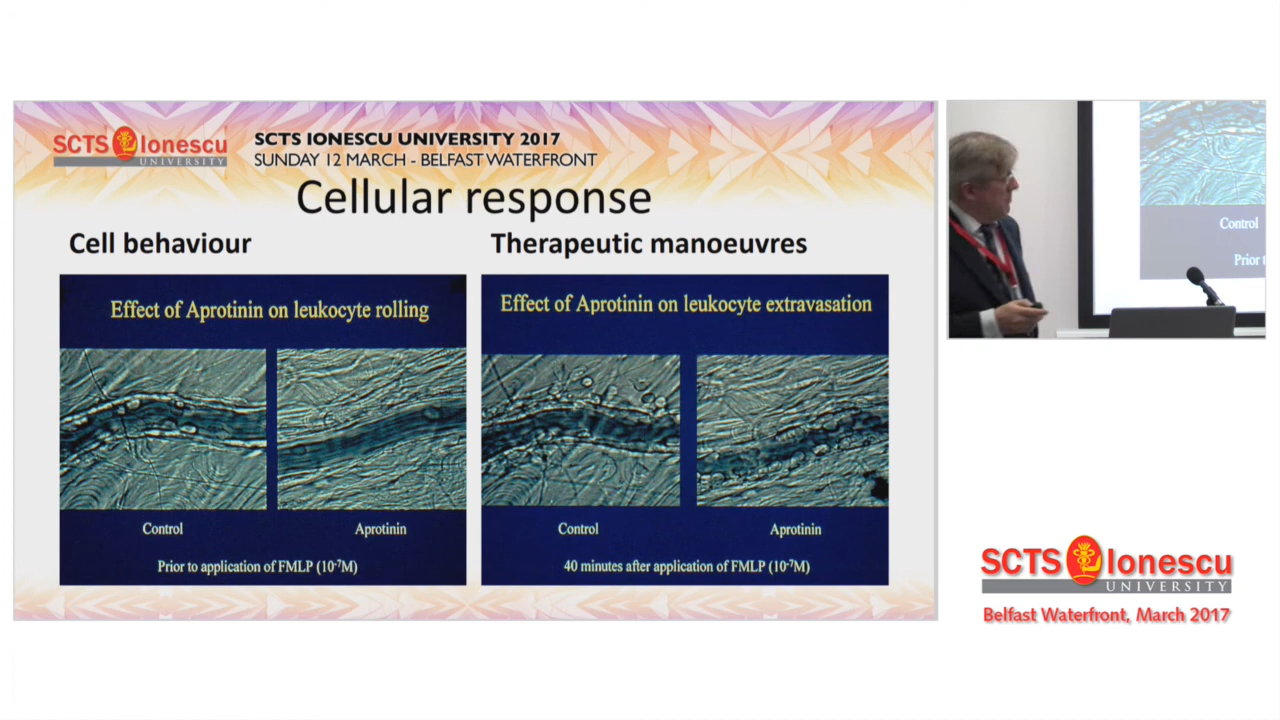 SCTS Ionescu
UNIVERSITY
SCTS IONESCU UNIVERSITY 2017
SUNDAY 12 MARCH - BELFAST WATERFRONT
Cellular response
Cell behaviour
Therapeutic manoeuvres
Effect of Aprotinin on leukocyte rolling
Control
Aprotinin
Prior to application of FMLP (10-7M)
Effect of Aprotinin on leukocyte extravasation
Control
Aprotinin
40 minutes after application of FMLP (10-7M)
Control
Prior t
SCTS Ionescu
UNIVERSITY
Belfast Waterfront, March 2017